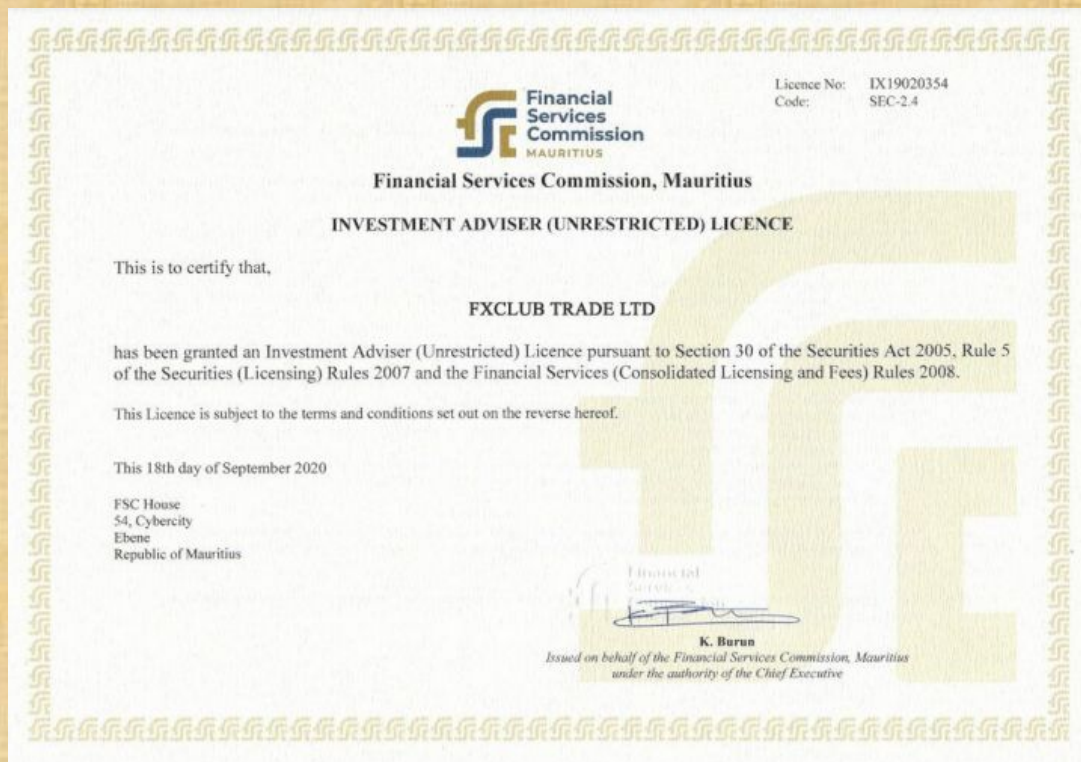 Licence No: IX19020354
Code: SEC-2.4
Financial
Services
Commission
MAURITIUS
Financial Services Commission, Mauritius
INVESTMENT ADVISER (UNRESTRICTED) LICENCE
This is to certify that,
FXCLUB TRADE LTD
has been granted an Investment Adviser (Unrestricted) Licence pursuant to Section 30 of the Securities Act 2005, Rule 5
of the Securities (Licensing) Rules 2007 and the Financial Services (Consolidated Licensing and Fees) Rules 2008.
This Licence is subject to the terms and conditions set out on the reverse hereof.
This 18th day of September 2020
FSC House
54, Cybercity
Ebene
Republic of Mauritius
Financial
Services
K. Burun
Issued on behalf of the Financial Services Commission, Mauritius
under the authority of the Chief Executive